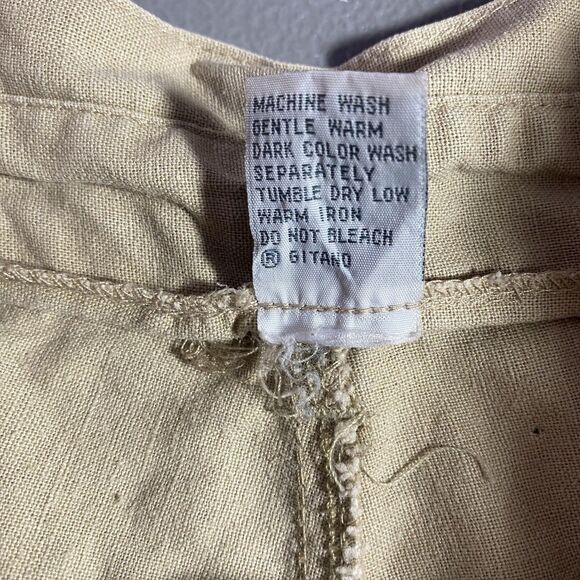 MACHINE WASH
GENTLE WARM
DARK COLOR WASH
SEPARATELY
TUMBLE DRY LOW
WARM IRON
DO NOT BLEACH
® GITANO